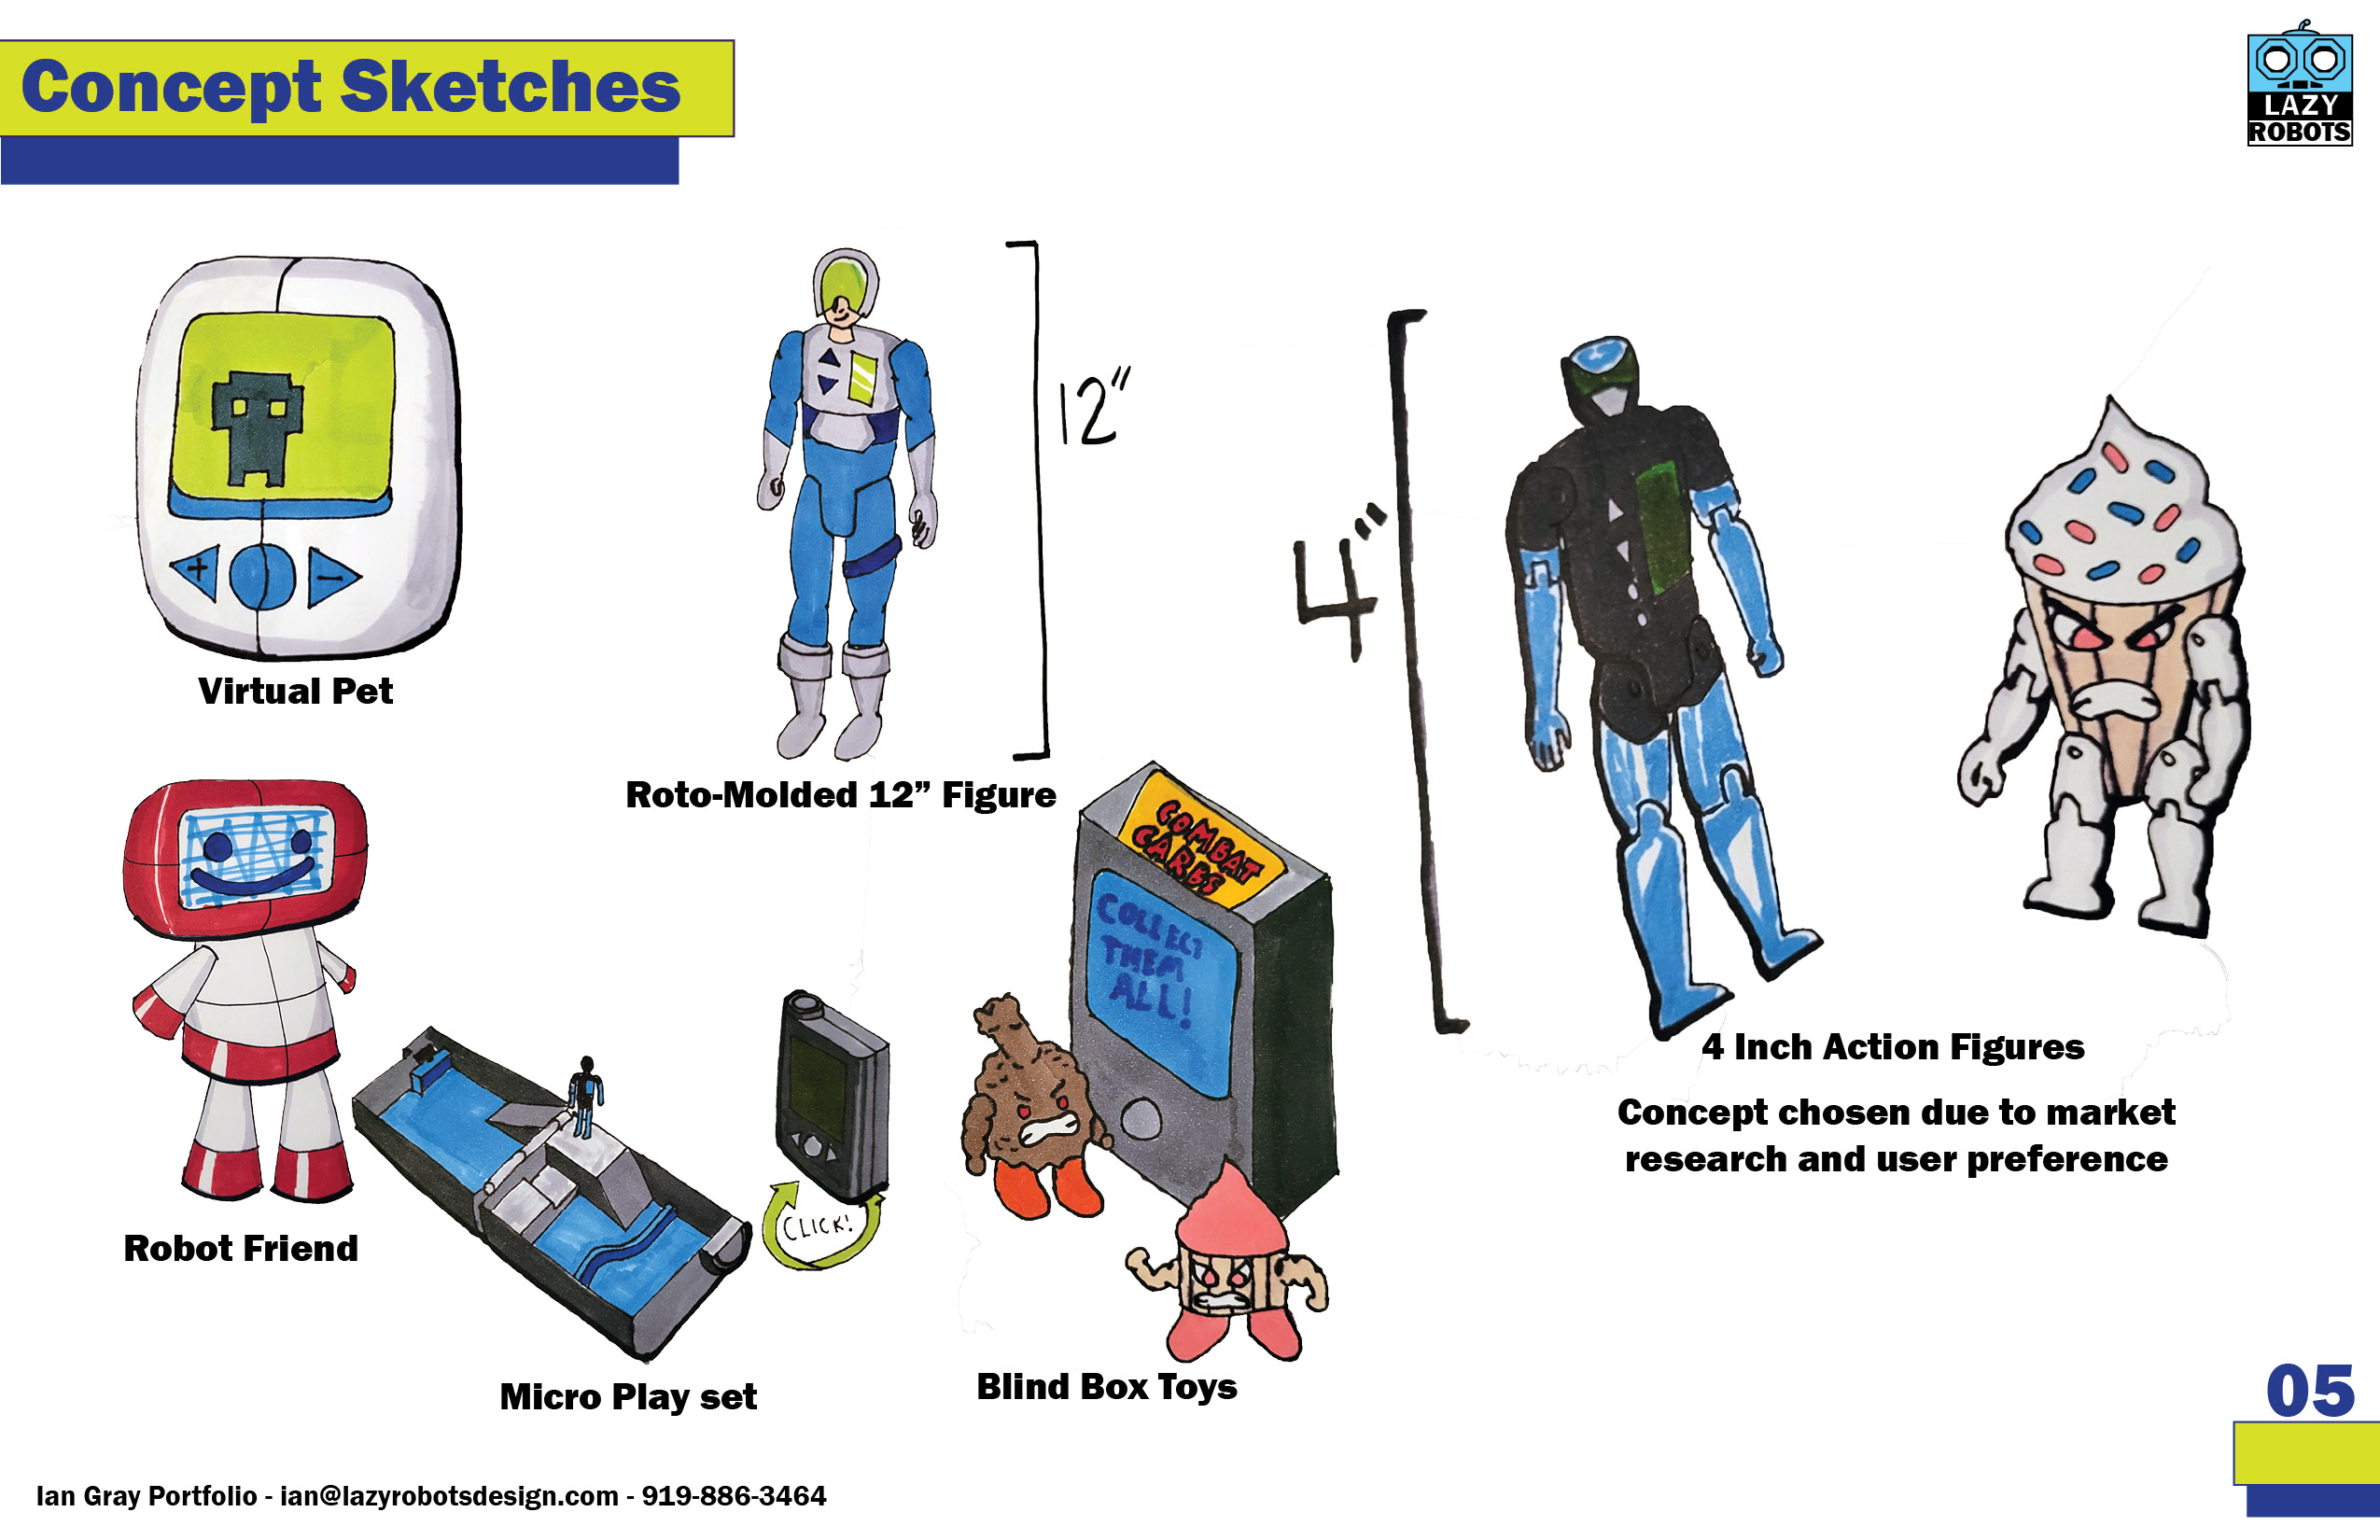 Concept Sketches
LAZY
ROBOTS
+
-
Virtual Pet
12”
Roto-Molded 12” Figure
4”
4 Inch Action Figures
Concept chosen due to market
research and user preference
Robot Friend
CLICK!
Micro Play set
COMBAT
CARBS
COLLECT
THEM
ALL!
Blind Box Toys
05
Ian Gray Portfolio - ian@lazyrobotsdesign.com - 919-886-3464